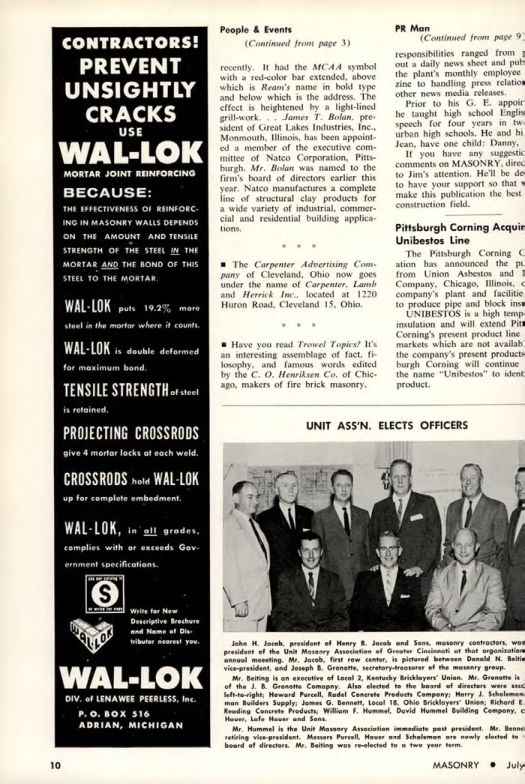 CONTRACTORS!
PREVENT
UNSIGHTLY
CRACKS
USE
WAL-LOK
MORTAR JOINT REINFORCING
BECAUSE:
THE EFFECTIVENESS OF REINFORC-
ING IN MASONRY WALLS DEPENDS
ON THE AMOUNT AND TENSILE
STRENGTH OF THE STEEL IN THE
MORTAR AND THE BOND OF THIS
STEEL TO THE MORTAR.
WAL-LOK puts 19.2% more
steel in the mortar where it counts.
WAL-LOK is double deformed
for maximum bond.
TENSILE STRENGTH of steel
is retained.
PROJECTING CROSSRODS
give 4 mortar locks at each weld.
CROSSRODS hold WAL-LOK
up for complete embedment.
WAL-LOK, in all grades,
complies with or exceeds Gov-
ernment specifications.
see our catalog in
S
or write for copy
WAL-LOK
Write for New
Descriptive Brochure
and Name of Dis-
tributor nearest you.
WAL-LOK
DIV. of LENAWEE PEERLESS, Inc.
P. O. BOX 516
ADRIAN, MICHIGAN
People & Events
(Continued from page 3)
recently. It had the MCAA symbol
with a red-color bar extended, above
which is Ream's name in bold type
and below which is the address. The
effect is heightened by a light-lined
grill-work. . . James T. Bolan, pre-
sident of Great Lakes Industries, Inc.,
Monmouth, Illinois, has been appoint-
ed a member of the executive com-
mittee of Natco Corporation, Pitts-
burgh. Mr. Bolan was named to the
firm's board of directors earlier this
year. Natco manufactures a complete
line of structural clay products for
a wide variety of industrial, commer-
cial and residential building applica-
tions.
* * *
■ The Carpenter Advertising Com-
pany of Cleveland, Ohio now goes
under the name of Carpenter, Lamb
and Herrick Inc., located at 1220
Huron Road, Cleveland 15, Ohio.
* * *
■ Have you read Trowel Topics? It's
an interesting assemblage of fact, fi-
losophy, and famous words edited
by the C. O. Henriksen Co. of Chic-
ago, makers of fire brick masonry.
PR Man
(Continued from page 9)
responsibilities ranged from
out a daily news sheet and
the plant's monthly employee
zine to handling press
other news media releases.
Prior to his G. E.
he taught high school
speech for four years in
urban high schools. He and
Jean, have one child: Danny,
If you have any
comments on MASONRY,
to Jim's attention. He'll be
to have your support so that
make this publication the best
construction field.
Pittsburgh Corning
Unibestos Line
The Pittsburgh Corning
ation has announced the
from Union Asbestos and
Company, Chicago, Illinois,
company's plant and
to produce pipe and block
UNIBESTOS is a high
insulation and will extend
Corning's present product line
markets which are not
the company's present
burgh Corning will continue
the name "Unibestos" to
product.
UNIT ASS'N. ELECTS OFFICERS
John H. Jacob, president of Henry B. Jacob and Sons, masonry contractors,
president of the Unit Masonry Association of Greater Cincinnati at that
annual meeeting. Mr. Jacob, first row center, is pictured between Donald N.
vice-president, and Joseph B. Gronotte, secretary-treasurer of the masonry group.
Mr. Beiting is an executive of Local 2, Kentucky Bricklayers' Union. Mr. Gronotte is
of the J. B. Gronotte Comapny. Also elected to the board of directors were
left-to-right; Howard Purcell, Radel Concrete Products Company; Harry J.
man Builders Supply; James G. Bennett, Local 18, Ohio Bricklayers' Union; Richard E.
Reading Concrete Products; William F. Hummel, David Hummel Building Company,
Hauer, Lofe Hauer and Sons.
Mr. Hummel is the Unit Masonry Association immediate past president. Mr.
retiring vice-president. Messers Purcell, Hauer and Schaloman are newly elected to
board of directors. Mr. Beiting was re-elected to a two year term.
10
MASONRY ● July